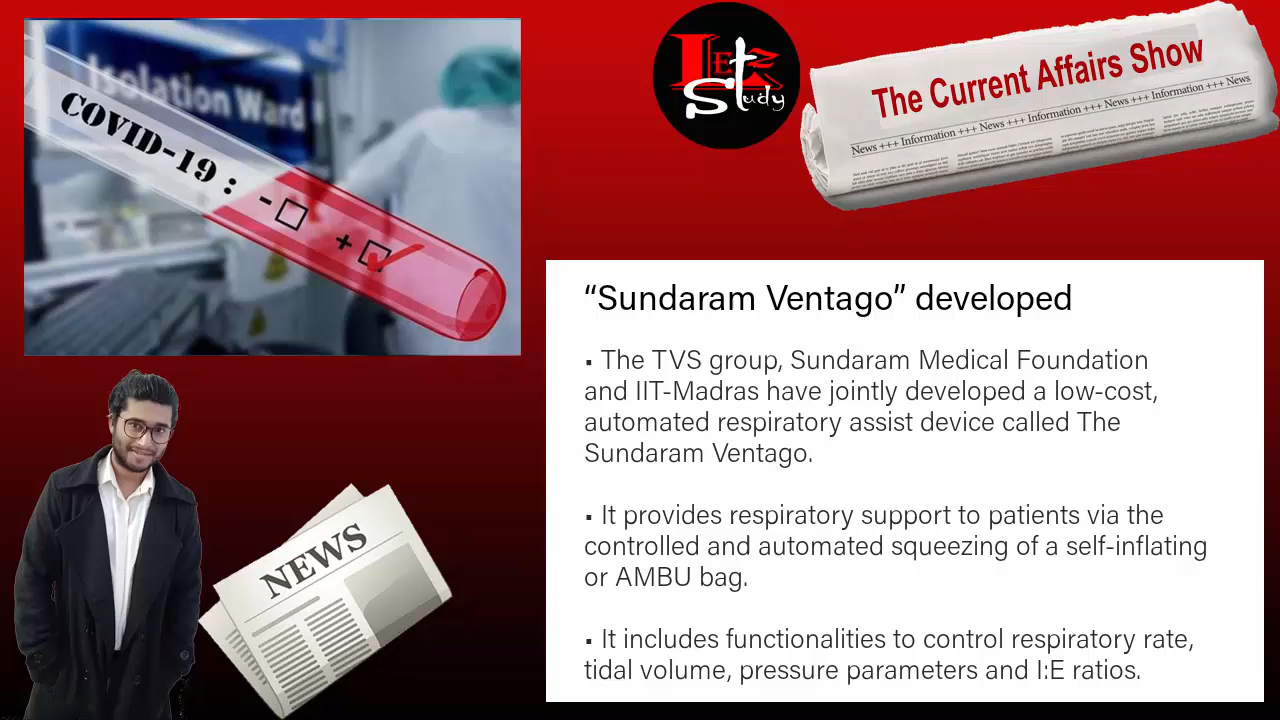 Isolation Ward
COVID-19 :
-
+
LET
Study
The Current Affairs Show
News +++ Information +++ News +++ Information +++ News +++ Information +++ News
“Sundaram Ventago” developed
▪ The TVS group, Sundaram Medical Foundation
and IIT-Madras have jointly developed a low-cost,
automated respiratory assist device called The
Sundaram Ventago.
▪ It provides respiratory support to patients via the
controlled and automated squeezing of a self-inflating
or AMBU bag.
▪ It includes functionalities to control respiratory rate,
tidal volume, pressure parameters and I:E ratios.
NEWS